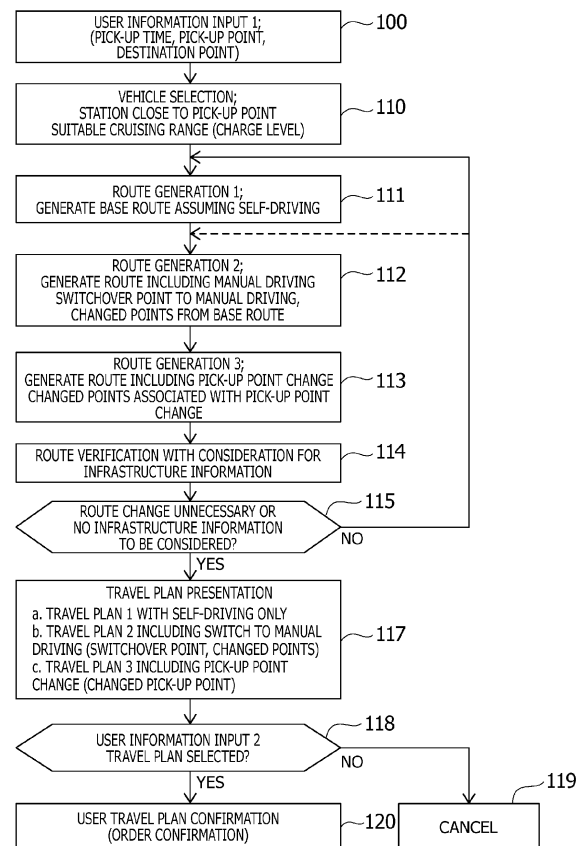 USER INFORMATION INPUT 1;
(PICK-UP TIME, PICK-UP POINT,
DESTINATION POINT)
100
VEHICLE SELECTION;
STATION CLOSE TO PICK-UP POINT
SUITABLE CRUISING RANGE (CHARGE LEVEL)
110
ROUTE GENERATION 1;
GENERATE BASE ROUTE ASSUMING SELF-DRIVING
111
ROUTE GENERATION 2;
GENERATE ROUTE INCLUDING MANUAL DRIVING
SWITCHOVER POINT TO MANUAL DRIVING,
CHANGED POINTS FROM BASE ROUTE
112
ROUTE GENERATION 3;
GENERATE ROUTE INCLUDING PICK-UP POINT CHANGE
CHANGED POINTS ASSOCIATED WITH PICK-UP POINT
CHANGE
113
ROUTE VERIFICATION WITH CONSIDERATION FOR
INFRASTRUCTURE INFORMATION
114
ROUTE CHANGE UNNECESSARY OR
NO INFRASTRUCTURE INFORMATION
TO BE CONSIDERED?
115
NO
YES
TRAVEL PLAN PRESENTATION
a. TRAVEL PLAN 1 WITH SELF-DRIVING ONLY
b. TRAVEL PLAN 2 INCLUDING SWITCH TO MANUAL
DRIVING (SWITCHOVER POINT, CHANGED POINTS)
c. TRAVEL PLAN 3 INCLUDING PICK-UP POINT
CHANGE (CHANGED PICK-UP POINT)
117
USER INFORMATION INPUT 2
TRAVEL PLAN SELECTED?
118
NO
YES
USER TRAVEL PLAN CONFIRMATION
(ORDER CONFIRMATION)
120
CANCEL
119